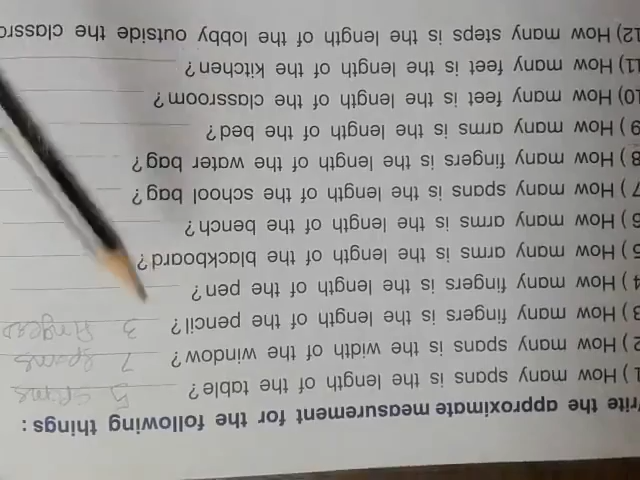 rite the approximate measurement for the following things :
1) How many spans is the length of the table? 5 spans
2) How many spans is the width of the window? 7 spans
3) How many fingers is the length of the pencil? 3 fingers
4) How many fingers is the length of the pen?
5) How many arms is the length of the blackboard?
6) How many arms is the length of the bench?
7) How many spans is the length of the school bag?
8) How many fingers is the length of the water bag?
9) How many arms is the length of the bed?
10) How many feet is the length of the classroom?
11) How many feet is the length of the kitchen?
12) How many steps is the length of the lobby outside the classro